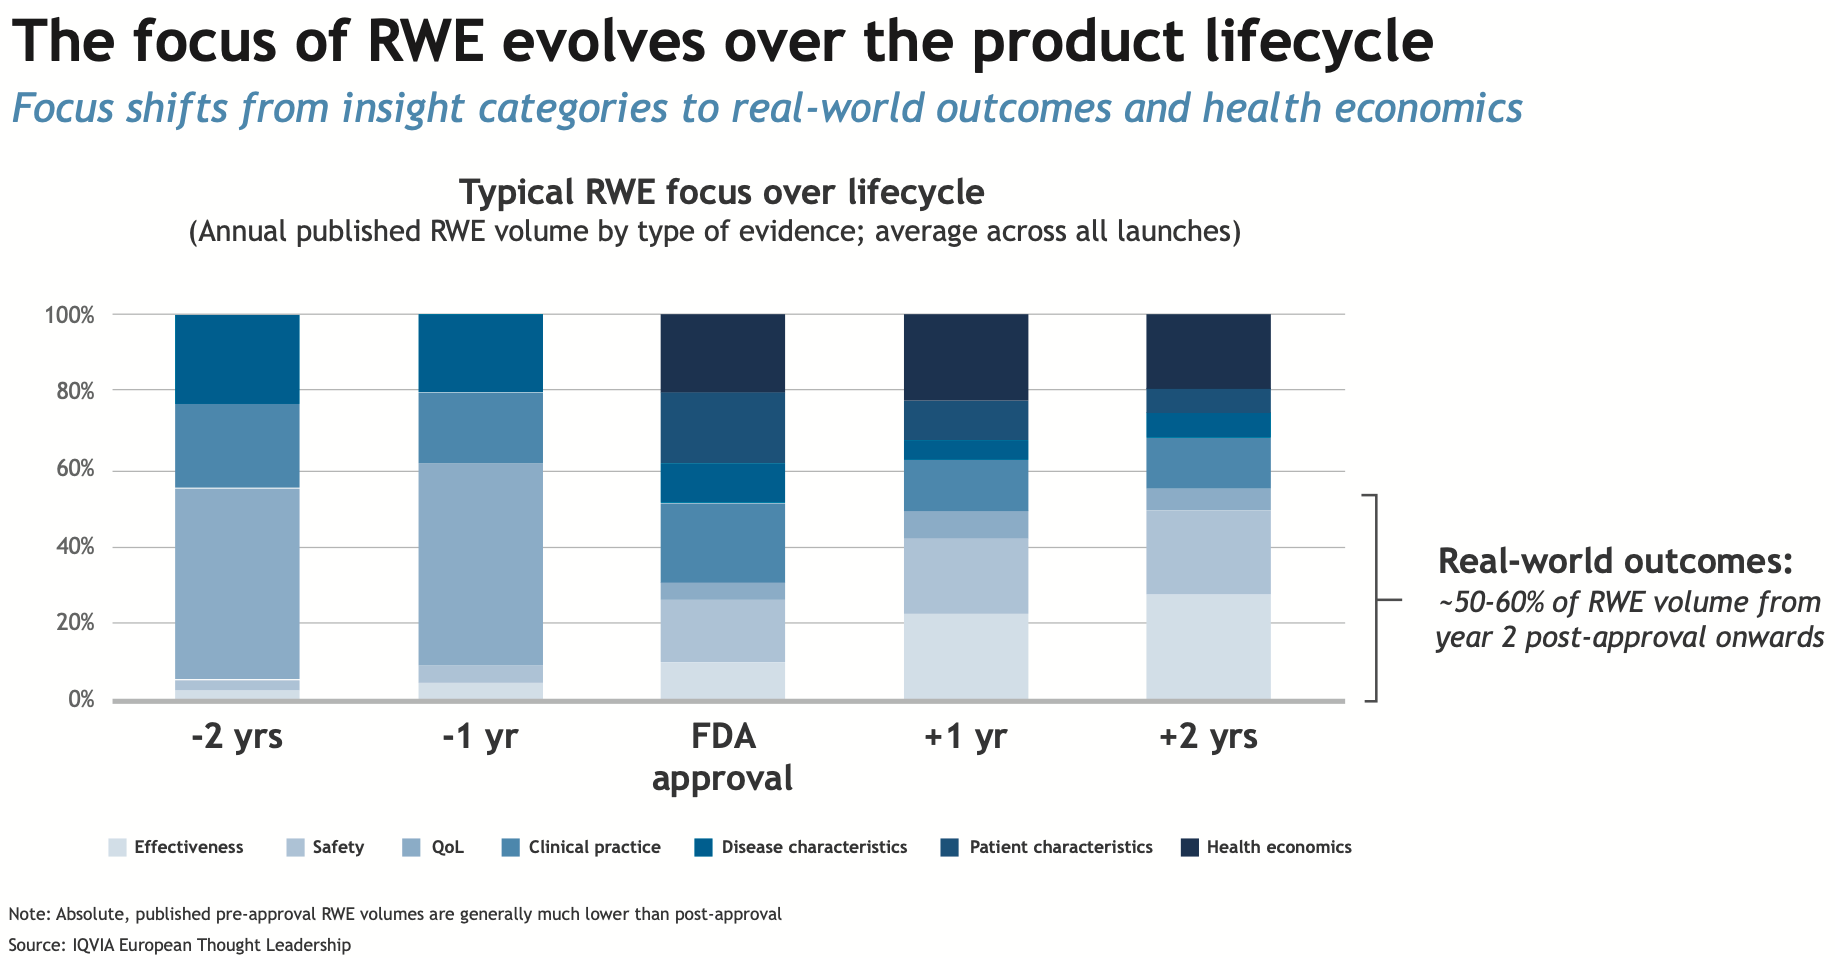 The focus of RWE evolves over the product lifecycle
Focus shifts from insight categories to real-world outcomes and health economics
Typical RWE focus over lifecycle
(Annual published RWE volume by type of evidence; average across all launches)
100%
80%
60%
40%
20%
0%
-2 yrs
-1 yr
FDA
approval
+1 yr
+2 yrs
Real-world outcomes:
~50-60% of RWE volume from
year 2 post-approval onwards
Effectiveness
Safety
QoL
Clinical practice
Disease characteristics
Patient characteristics
Health economics
Note: Absolute, published pre-approval RWE volumes are generally much lower than post-approval
Source: IQVIA European Thought Leadership